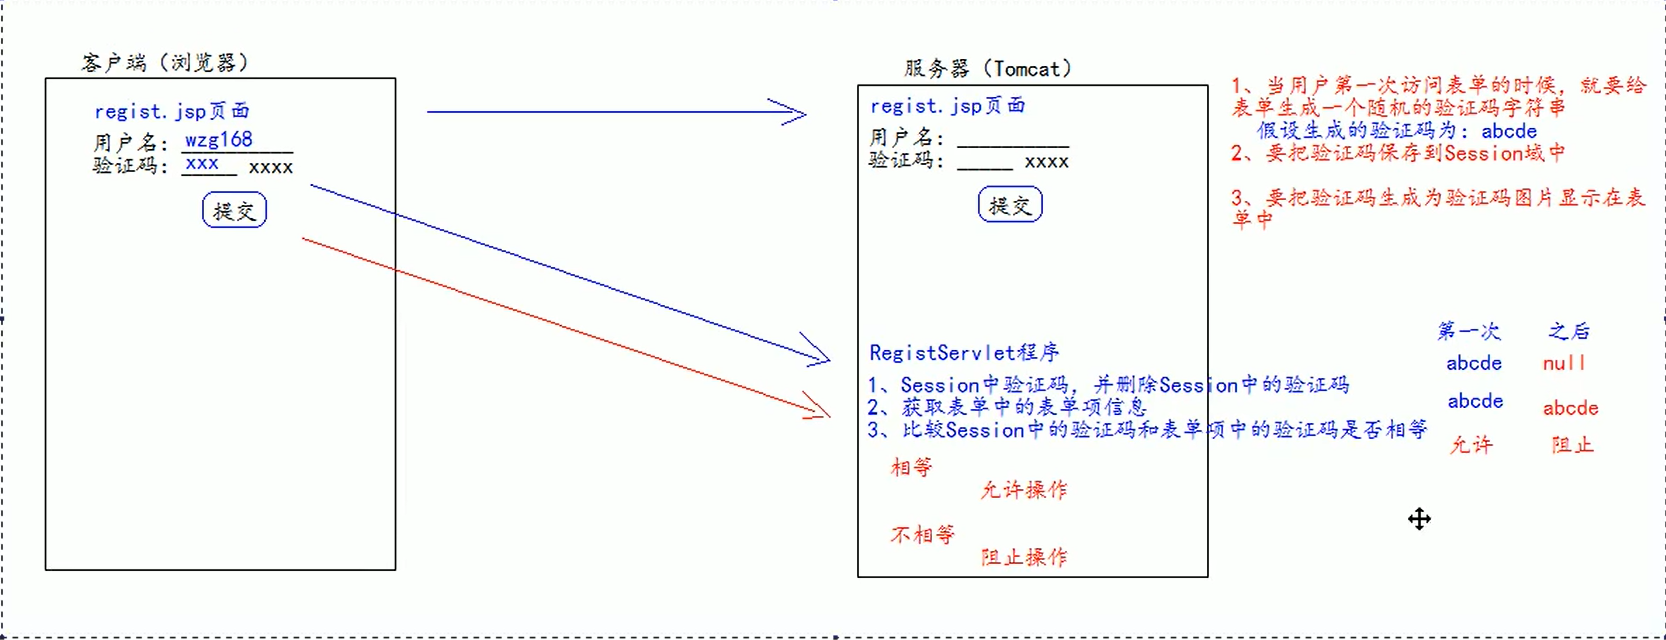 客户端（浏览器）
regist.jsp页面
用户名：wzg168
验证码：xxx xxxx
提交
服务器（Tomcat）
regist.jsp页面
用户名：__________
验证码：_____ xxxx
提交
1、当用户第一次访问表单的时候，就要给
表单生成一个随机的验证码字符串
假设生成的验证码为：abcde
2、要把验证码保存到Session域中
3、要把验证码生成为验证码图片显示在表
单中
RegistServlet程序
1、Session中验证码，并删除Session中的验证码
2、获取表单中的表单项信息
3、比较Session中的验证码和表单项中的验证码是否相等
相等
允许操作
不相等
阻止操作
第一次 之后
abcde null
abcde abcde
允许 阻止